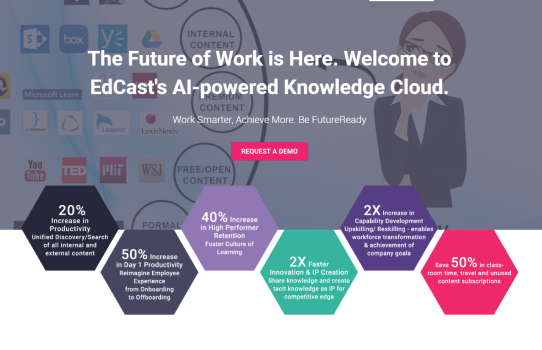 INTERNAL
CONTENT
box
The Future of Work is Here. Welcome to
EdCast's AI-powered Knowledge Cloud.
Microsoft Learn
PREMIUM
CONTENT
LexisNexis
Work Smarter, Achieve More. Be FutureReady
REQUEST A DEMO
You
Tube
TED
WSJ
FREE/OPEN
CONTENT
FORMAL
20%
Increase in
Productivity
Unified Discovery/Search
of all internal and
external content
50% Increase
in Day 1 Productivity
Reimagine Employee
Experience
from Onboarding
to Offboarding
40% Increase
in High Performer
Retention
Foster Culture of
Learning
2X Faster
Innovation & IP Creation
Share knowledge and create
tacit knowledge as IP for
competitive edge
2X Increase in
Capability Development
Upskilling/ Reskilling - enables
workforce transformation
& achievement of
company goals
Save 50% in class-
room time, travel and unused
content subscriptions